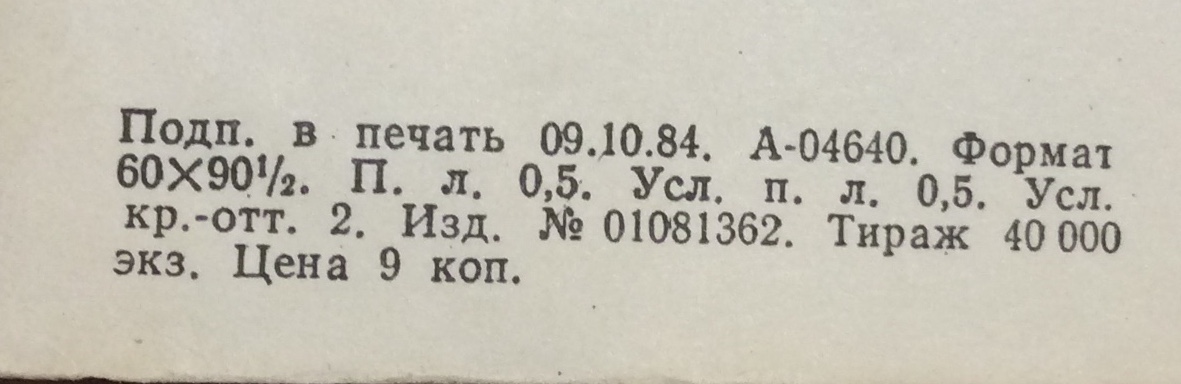 Подп. в печать 09.10.84. А-04640. Формат
60×90½. П. л. 0,5. Усл. п. л. 0,5. Усл.
кр.-отт. 2. Изд. № 01081362. Тираж 40 000
экз. Цена 9 коп.